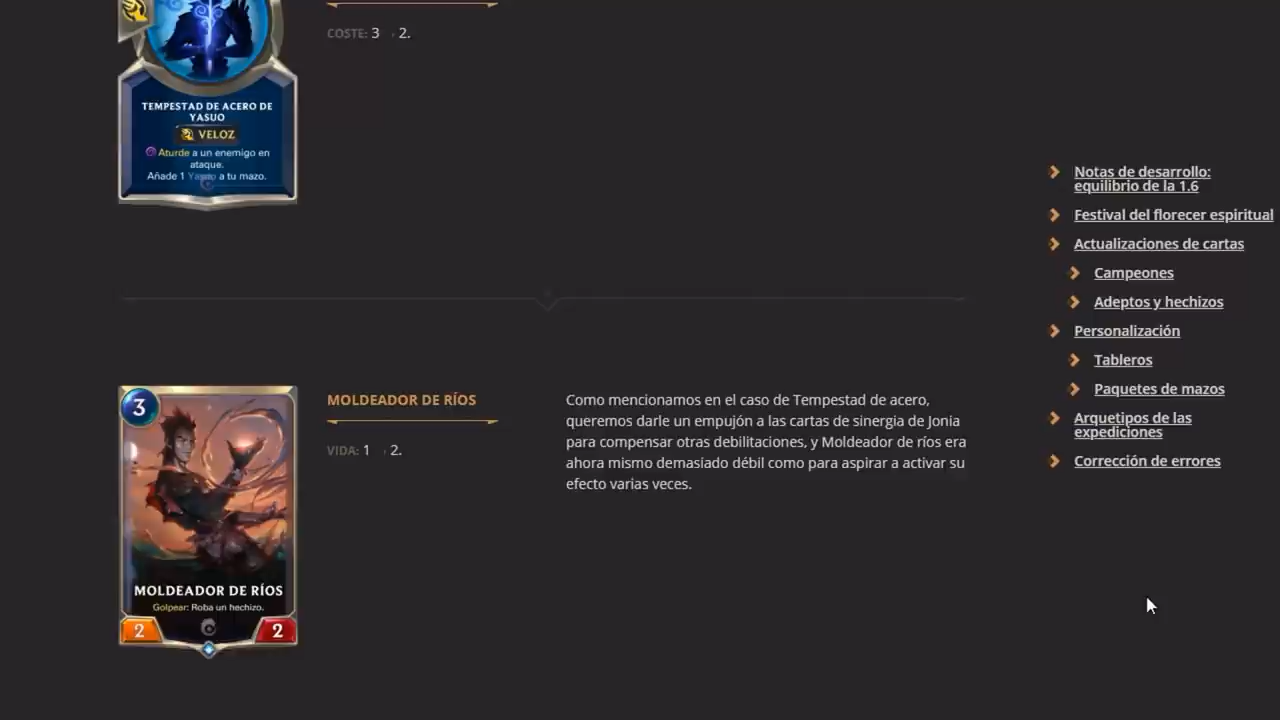 COSTE: 3 › 2.
TEMPESTAD DE ACERO DE
YASUO
VELOZ
Aturde a un enemigo en
ataque.
Añade 1 Yasuo a tu mazo.
Notas de desarrollo:
equilibrio de la 1.6
Festival del florecer espiritual
Actualizaciones de cartas
Campeones
Adeptos y hechizos
Personalización
Tableros
Paquetes de mazos
Arquetipos de las
expediciones
Corrección de errores
3
MOLDEADOR DE RÍOS
Golpear: Roba un hechizo.
2
2
MOLDEADOR DE RÍOS
VIDA: 1 › 2.
Como mencionamos en el caso de Tempestad de acero,
queremos darle un empujón a las cartas de sinergia de Jonia
para compensar otras debilitaciones, y Moldeador de ríos era
ahora mismo demasiado débil como para aspirar a activar su
efecto varias veces.